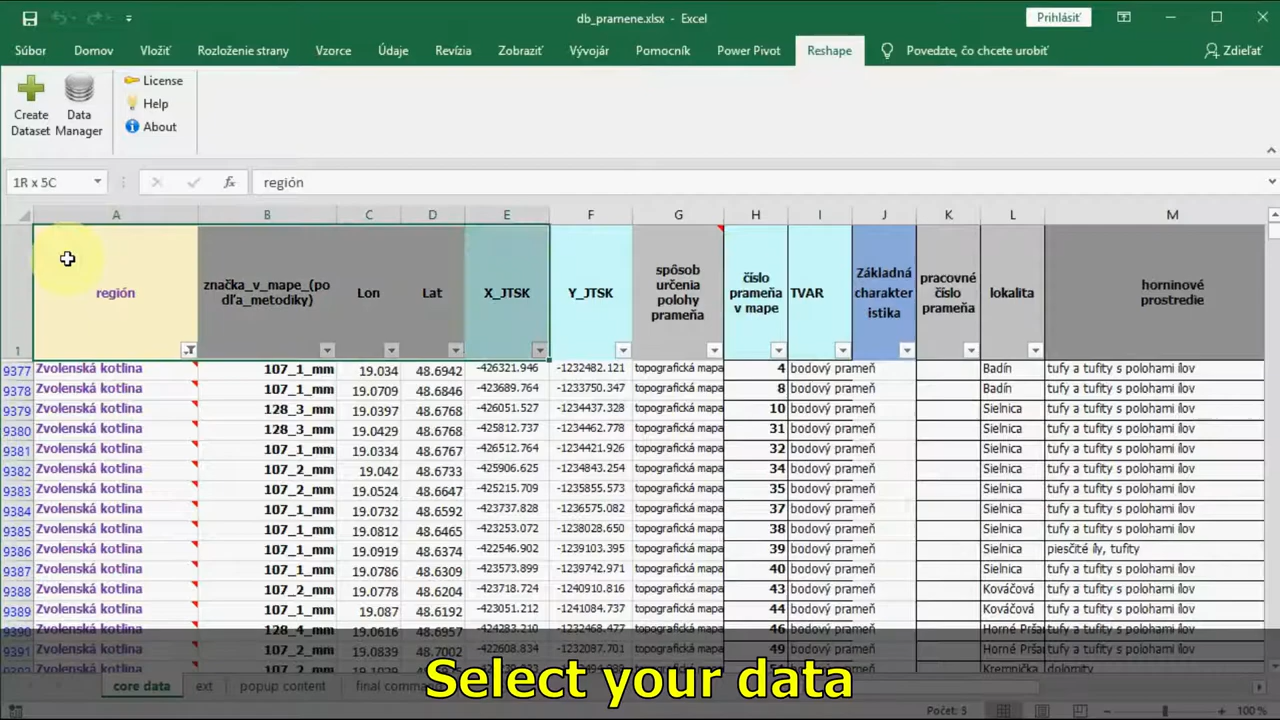 db_pramene.xlsx - Excel
Prihlásiť
Súbor Domov Vložiť Rozloženie strany Vzorce Údaje Revízia Zobraziť Vývojár Pomocník Power Pivot Reshape Povedzte, čo chcete urobiť Zdieľať
Create Dataset
Data Manager
License
Help
About
1R x 5C
fx región
A B C D E F G H I J K L M
1 región značka_v_mape_(podľa_metodiky) Lon Lat X_JTSK Y_JTSK spôsob určenia polohy prameňa číslo prameňa v mape TVAR Základná charakteristika pracovné číslo prameňa lokalita horninové prostredie
9377 Zvolenská kotlina 107_1_mm 19.034 48.6942 -426321.946 -1232482.121 topografická mapa 4 bodový prameň Badín tufy a tufity s polohami ílov
9378 Zvolenská kotlina 107_1_mm 19.0709 48.6846 -423689.764 -1233750.347 topografická mapa 8 bodový prameň Badín tufy a tufity s polohami ílov
9379 Zvolenská kotlina 128_3_mm 19.0397 48.6768 -426051.527 -1234437.328 topografická mapa 10 bodový prameň Sielnica tufy a tufity s polohami ílov
9380 Zvolenská kotlina 128_3_mm 19.0429 48.6768 -425812.737 -1234462.778 topografická mapa 31 bodový prameň Sielnica tufy a tufity s polohami ílov
9381 Zvolenská kotlina 107_1_mm 19.0334 48.6767 -426512.764 -1234421.926 topografická mapa 32 bodový prameň Sielnica tufy a tufity s polohami ílov
9382 Zvolenská kotlina 107_2_mm 19.042 48.6733 -425906.625 -1234843.254 topografická mapa 34 bodový prameň Sielnica tufy a tufity s polohami ílov
9383 Zvolenská kotlina 107_2_mm 19.0524 48.6647 -425215.709 -1235855.573 topografická mapa 35 bodový prameň Sielnica tufy a tufity s polohami ílov
9384 Zvolenská kotlina 107_1_mm 19.0732 48.6592 -423737.828 -1236575.082 topografická mapa 37 bodový prameň Sielnica tufy a tufity s polohami ílov
9385 Zvolenská kotlina 107_1_mm 19.0812 48.6465 -423253.072 -1238028.650 topografická mapa 38 bodový prameň Sielnica tufy a tufity s polohami ílov
9386 Zvolenská kotlina 107_1_mm 19.0919 48.6374 -422546.902 -1239103.395 topografická mapa 39 bodový prameň Sielnica piesčité íly, tufity
9387 Zvolenská kotlina 107_1_mm 19.0786 48.6309 -423573.899 -1239742.971 topografická mapa 40 bodový prameň Sielnica tufy a tufity s polohami ílov
9388 Zvolenská kotlina 107_2_mm 19.0778 48.6204 -423718.724 -1240910.816 topografická mapa 43 bodový prameň Kováčová tufy a tufity s polohami ílov
9389 Zvolenská kotlina 107_1_mm 19.087 48.6192 -423051.212 -1241084.737 topografická mapa 44 bodový prameň Kováčová tufy a tufity s polohami ílov
9390 Zvolenská kotlina 128_4_mm 19.0616 48.6957 -424283.210 -1232468.477 topografická mapa 46 bodový prameň Horné Prša tufy a tufity s polohami ílov
9391 Zvolenská kotlina 107_2_mm 19.0839 48.7002 -422608.834 -1232087.701 topografická mapa 49 bodový prameň Horné Prša tufy a tufity s polohami ílov
107_2_mm Kremnička dolomity
core data ext popup content final comm
Select your data
Počet: 5
100 %